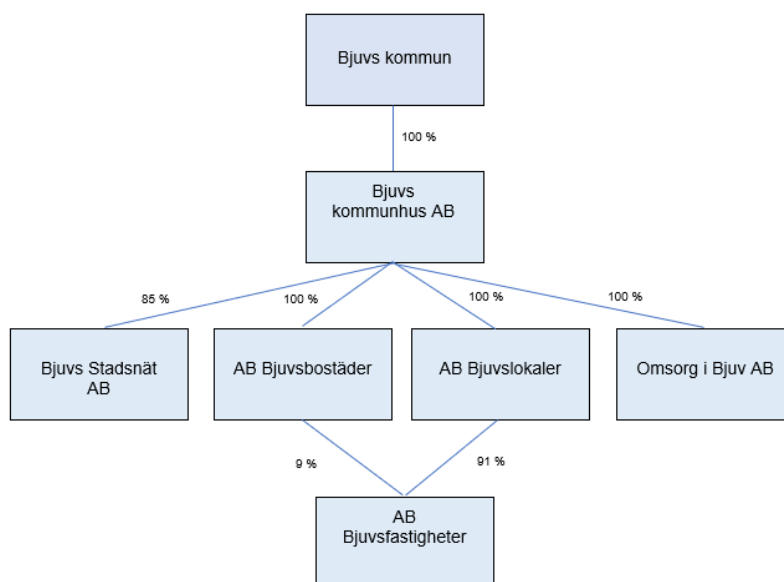 Bjuvs kommun
100 %
Bjuvs
kommunhus AB
85 %
100 %
100 %
100 %
Bjuvs Stadsnät
AB
AB Bjuvsbostäder
AB Bjuvslokaler
Omsorg i Bjuv AB
9 %
91 %
AB
Bjuvsfastigheter